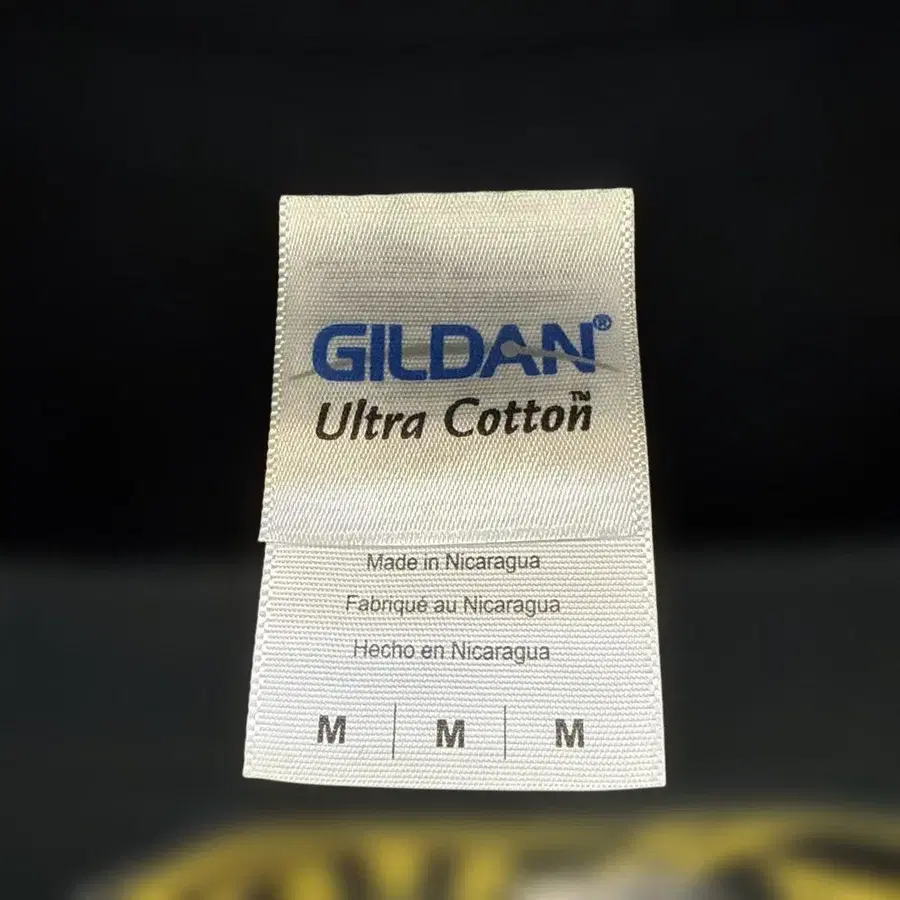 GILDAN®
Ultra Cotton™
Made in Nicaragua
Fabriqué au Nicaragua
Hecho en Nicaragua
M | M | M